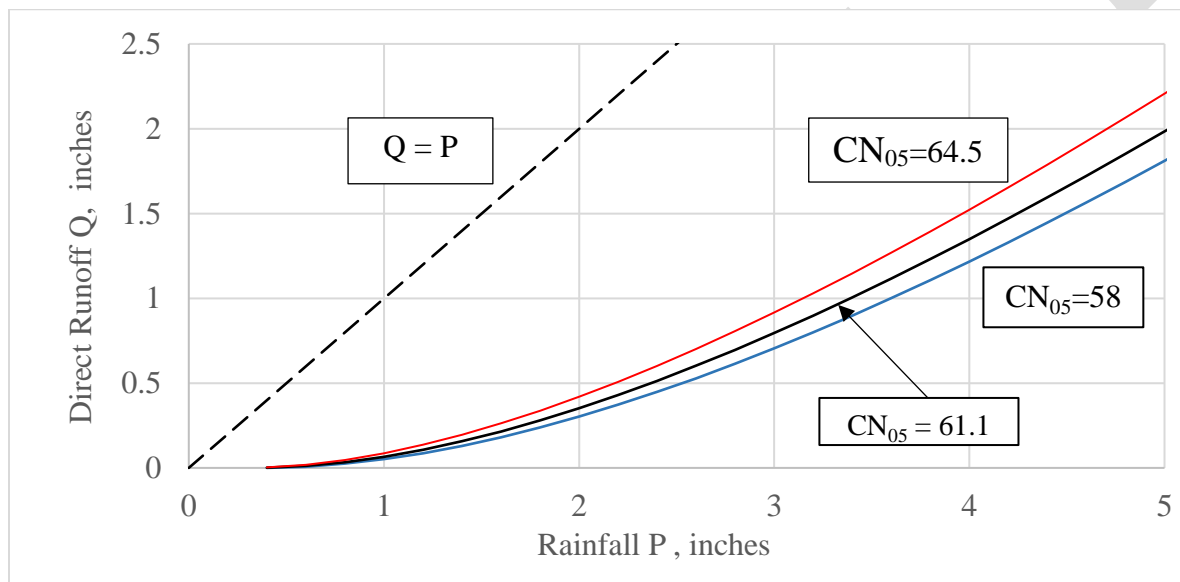 2.5
2
1.5
1
0.5
0
Direct Runoff Q, inches
Q = P
CN₀₅=64.5
CN₀₅=58
CN₀₅ = 61.1
0 1 2 3 4 5
Rainfall P , inches